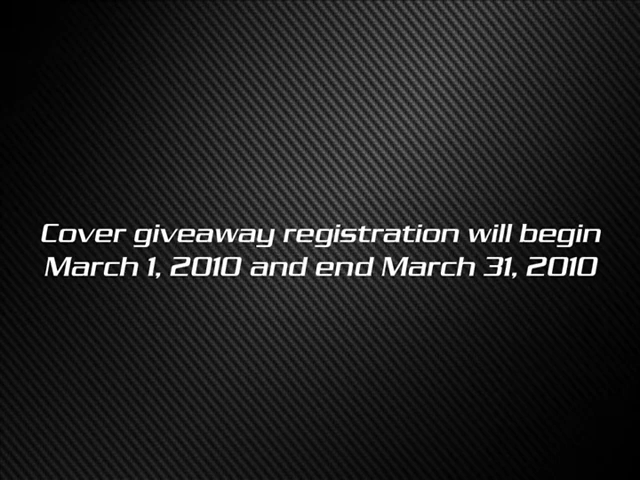 Cover giveaway registration will begin
March 1, 2010 and end March 31, 2010